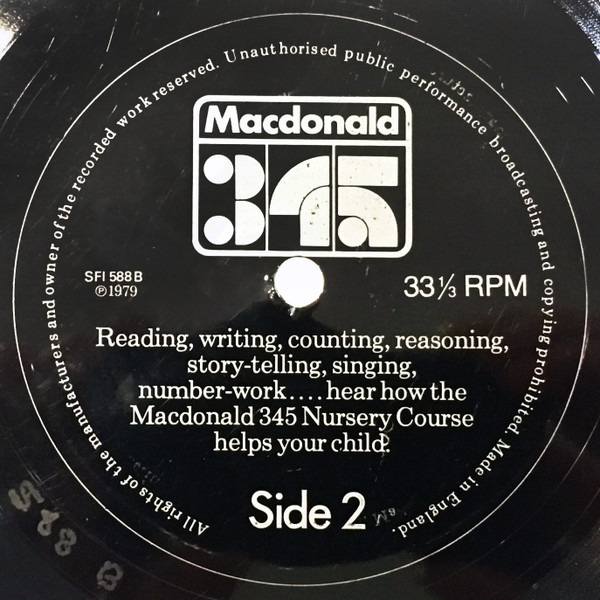 All rights of the manufacturers and owner of the recorded work reserved. Unauthorised public performance broadcasting and copying prohibited. Made in England.
Macdonald
345
SFI 588 B
℗ 1979
33⅓ RPM
Reading, writing, counting, reasoning,
story-telling, singing,
number-work....hear how the
Macdonald 345 Nursery Course
helps your child.
Side 2
588 B